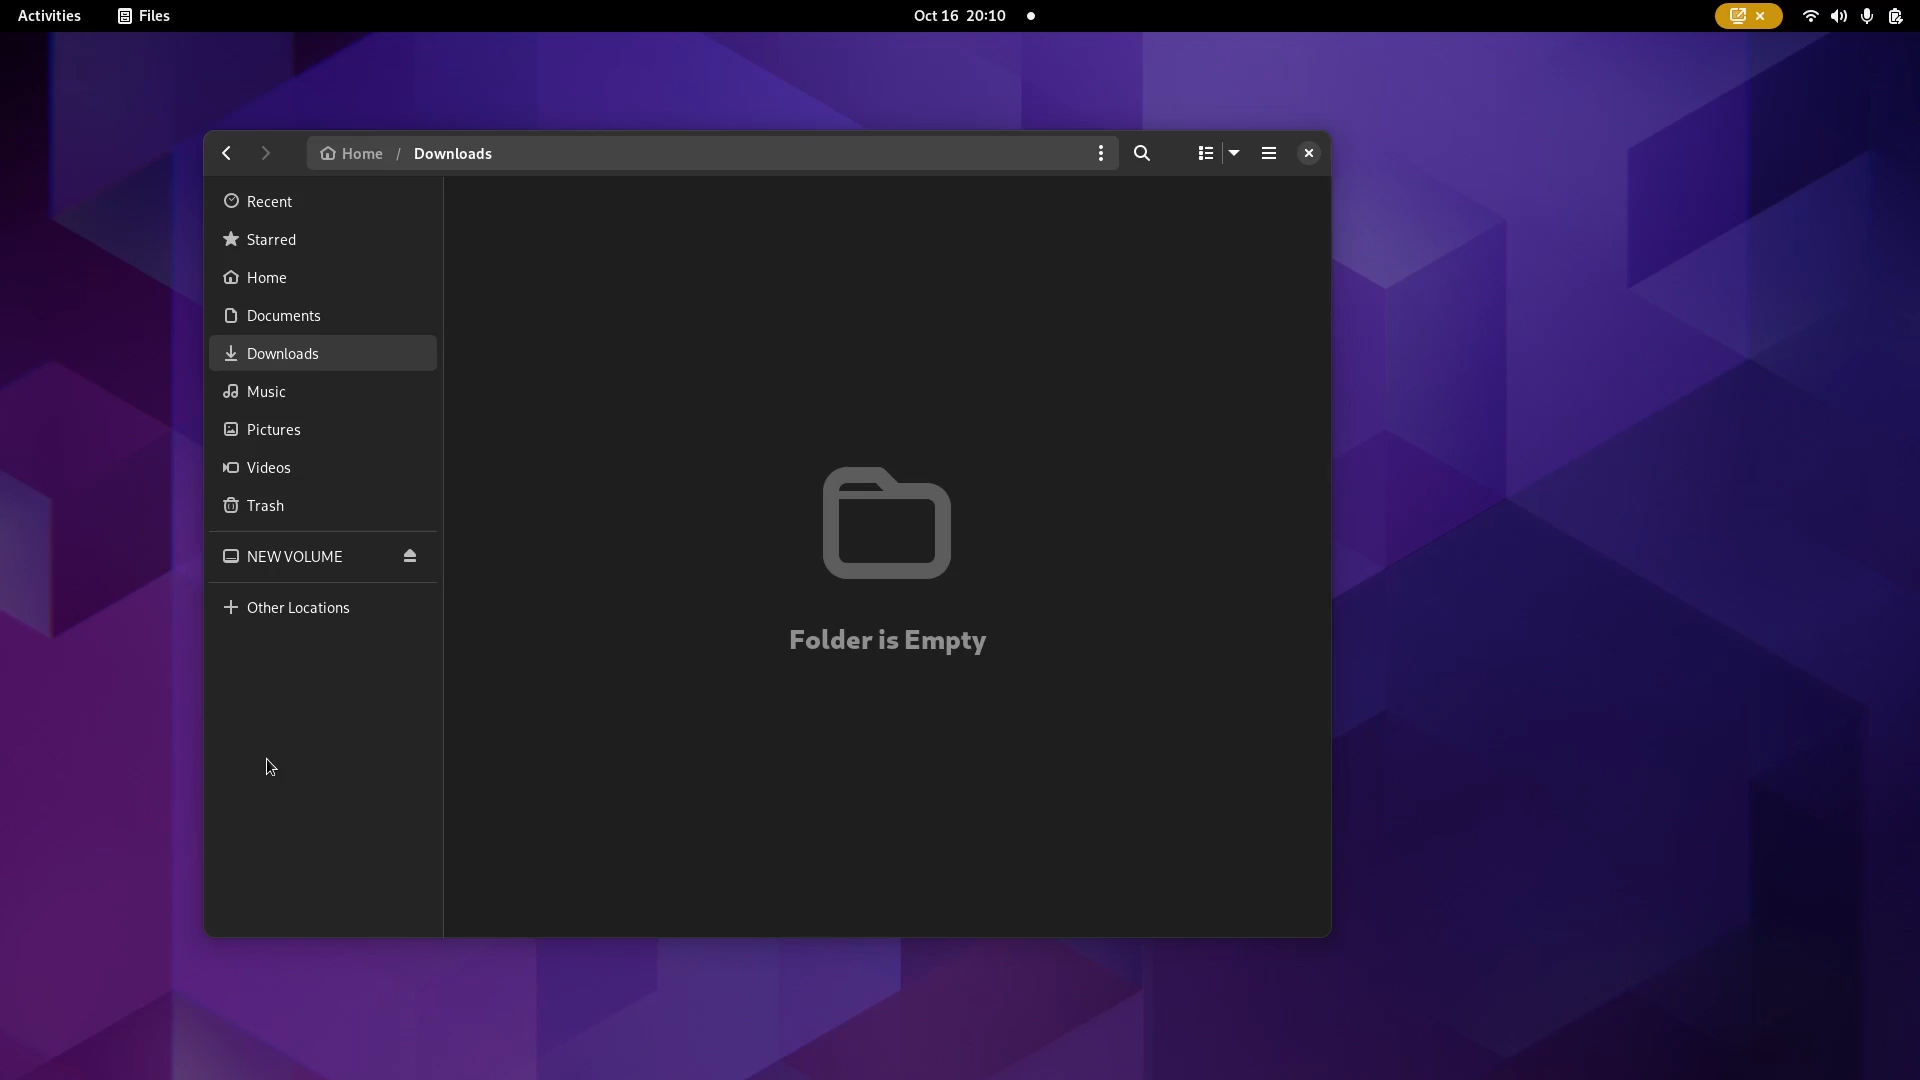 Activities
Files
Oct 16 20:10
Home / Downloads
Recent
Starred
Home
Documents
Downloads
Music
Pictures
Videos
Trash
NEW VOLUME
Other Locations
Folder is Empty